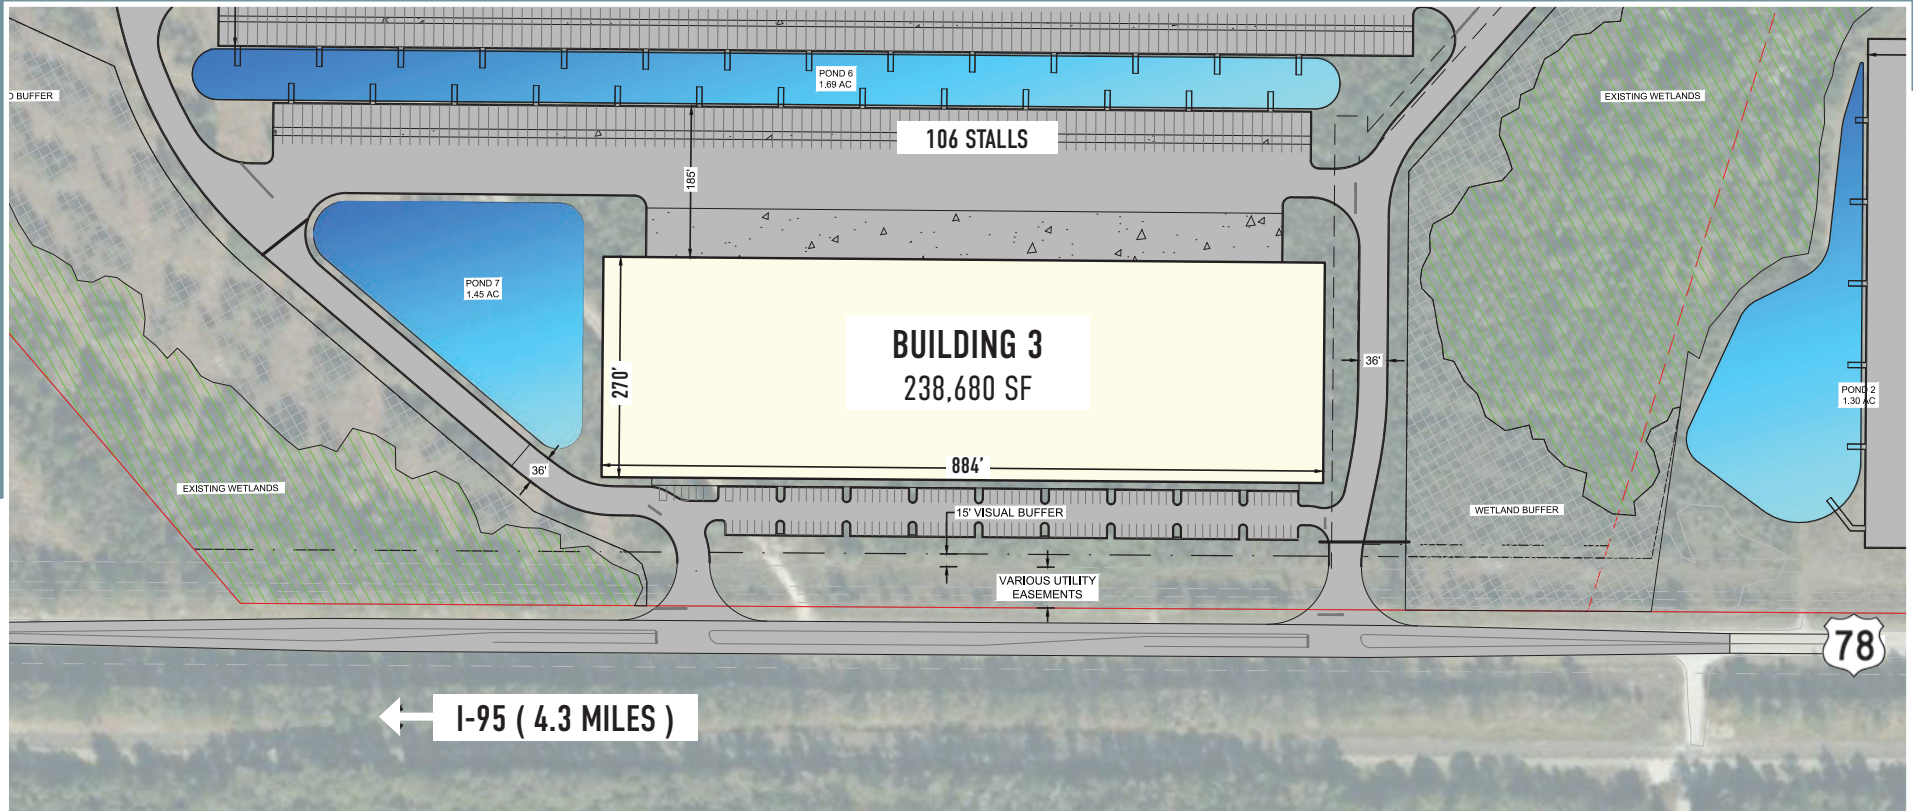 POND 6
1.69 AC
BUFFER
EXISTING WETLANDS
106 STALLS
185'
POND 7
1.45 AC
BUILDING 3
238,680 SF
270'
36'
POND 2
1.30 AC
884'
36'
EXISTING WETLANDS
15' VISUAL BUFFER
WETLAND BUFFER
VARIOUS UTILITY
EASEMENTS
78
I-95 ( 4.3 MILES )